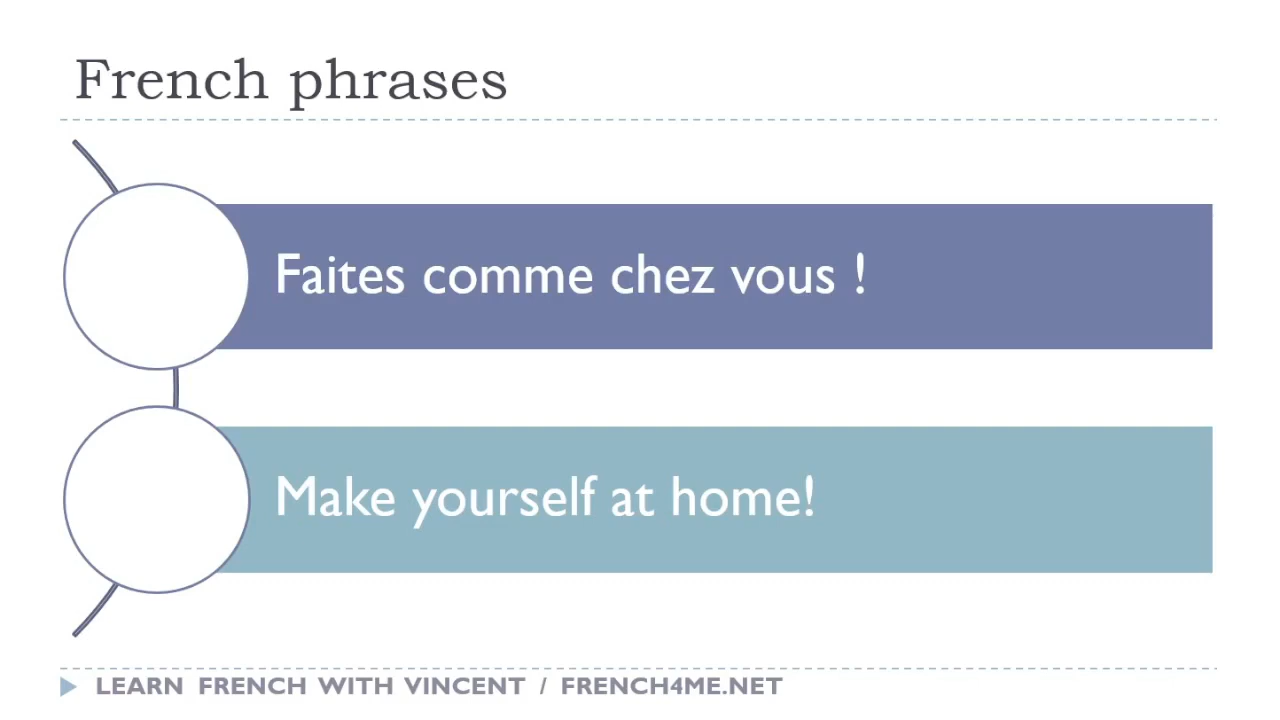 French phrases
Faites comme chez vous !
Make yourself at home!
LEARN FRENCH WITH VINCENT / FRENCH4ME.NET